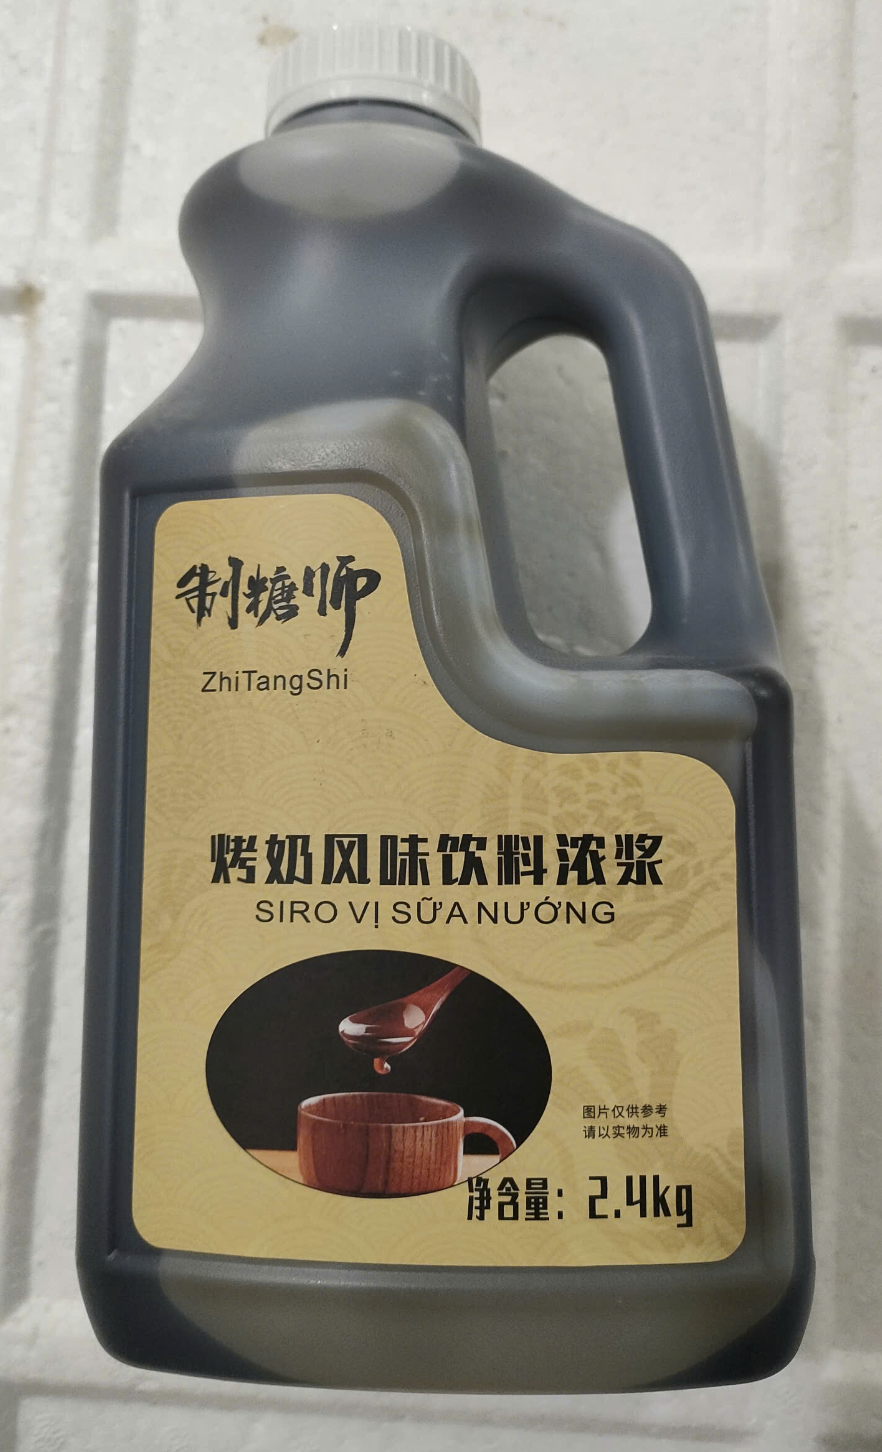 制糖师
ZhiTangShi
烤奶风味饮料浓浆
SIRO VỊ SỮA NƯỚNG
图片仅供参考
请以实物为准
净含量：2.4kg